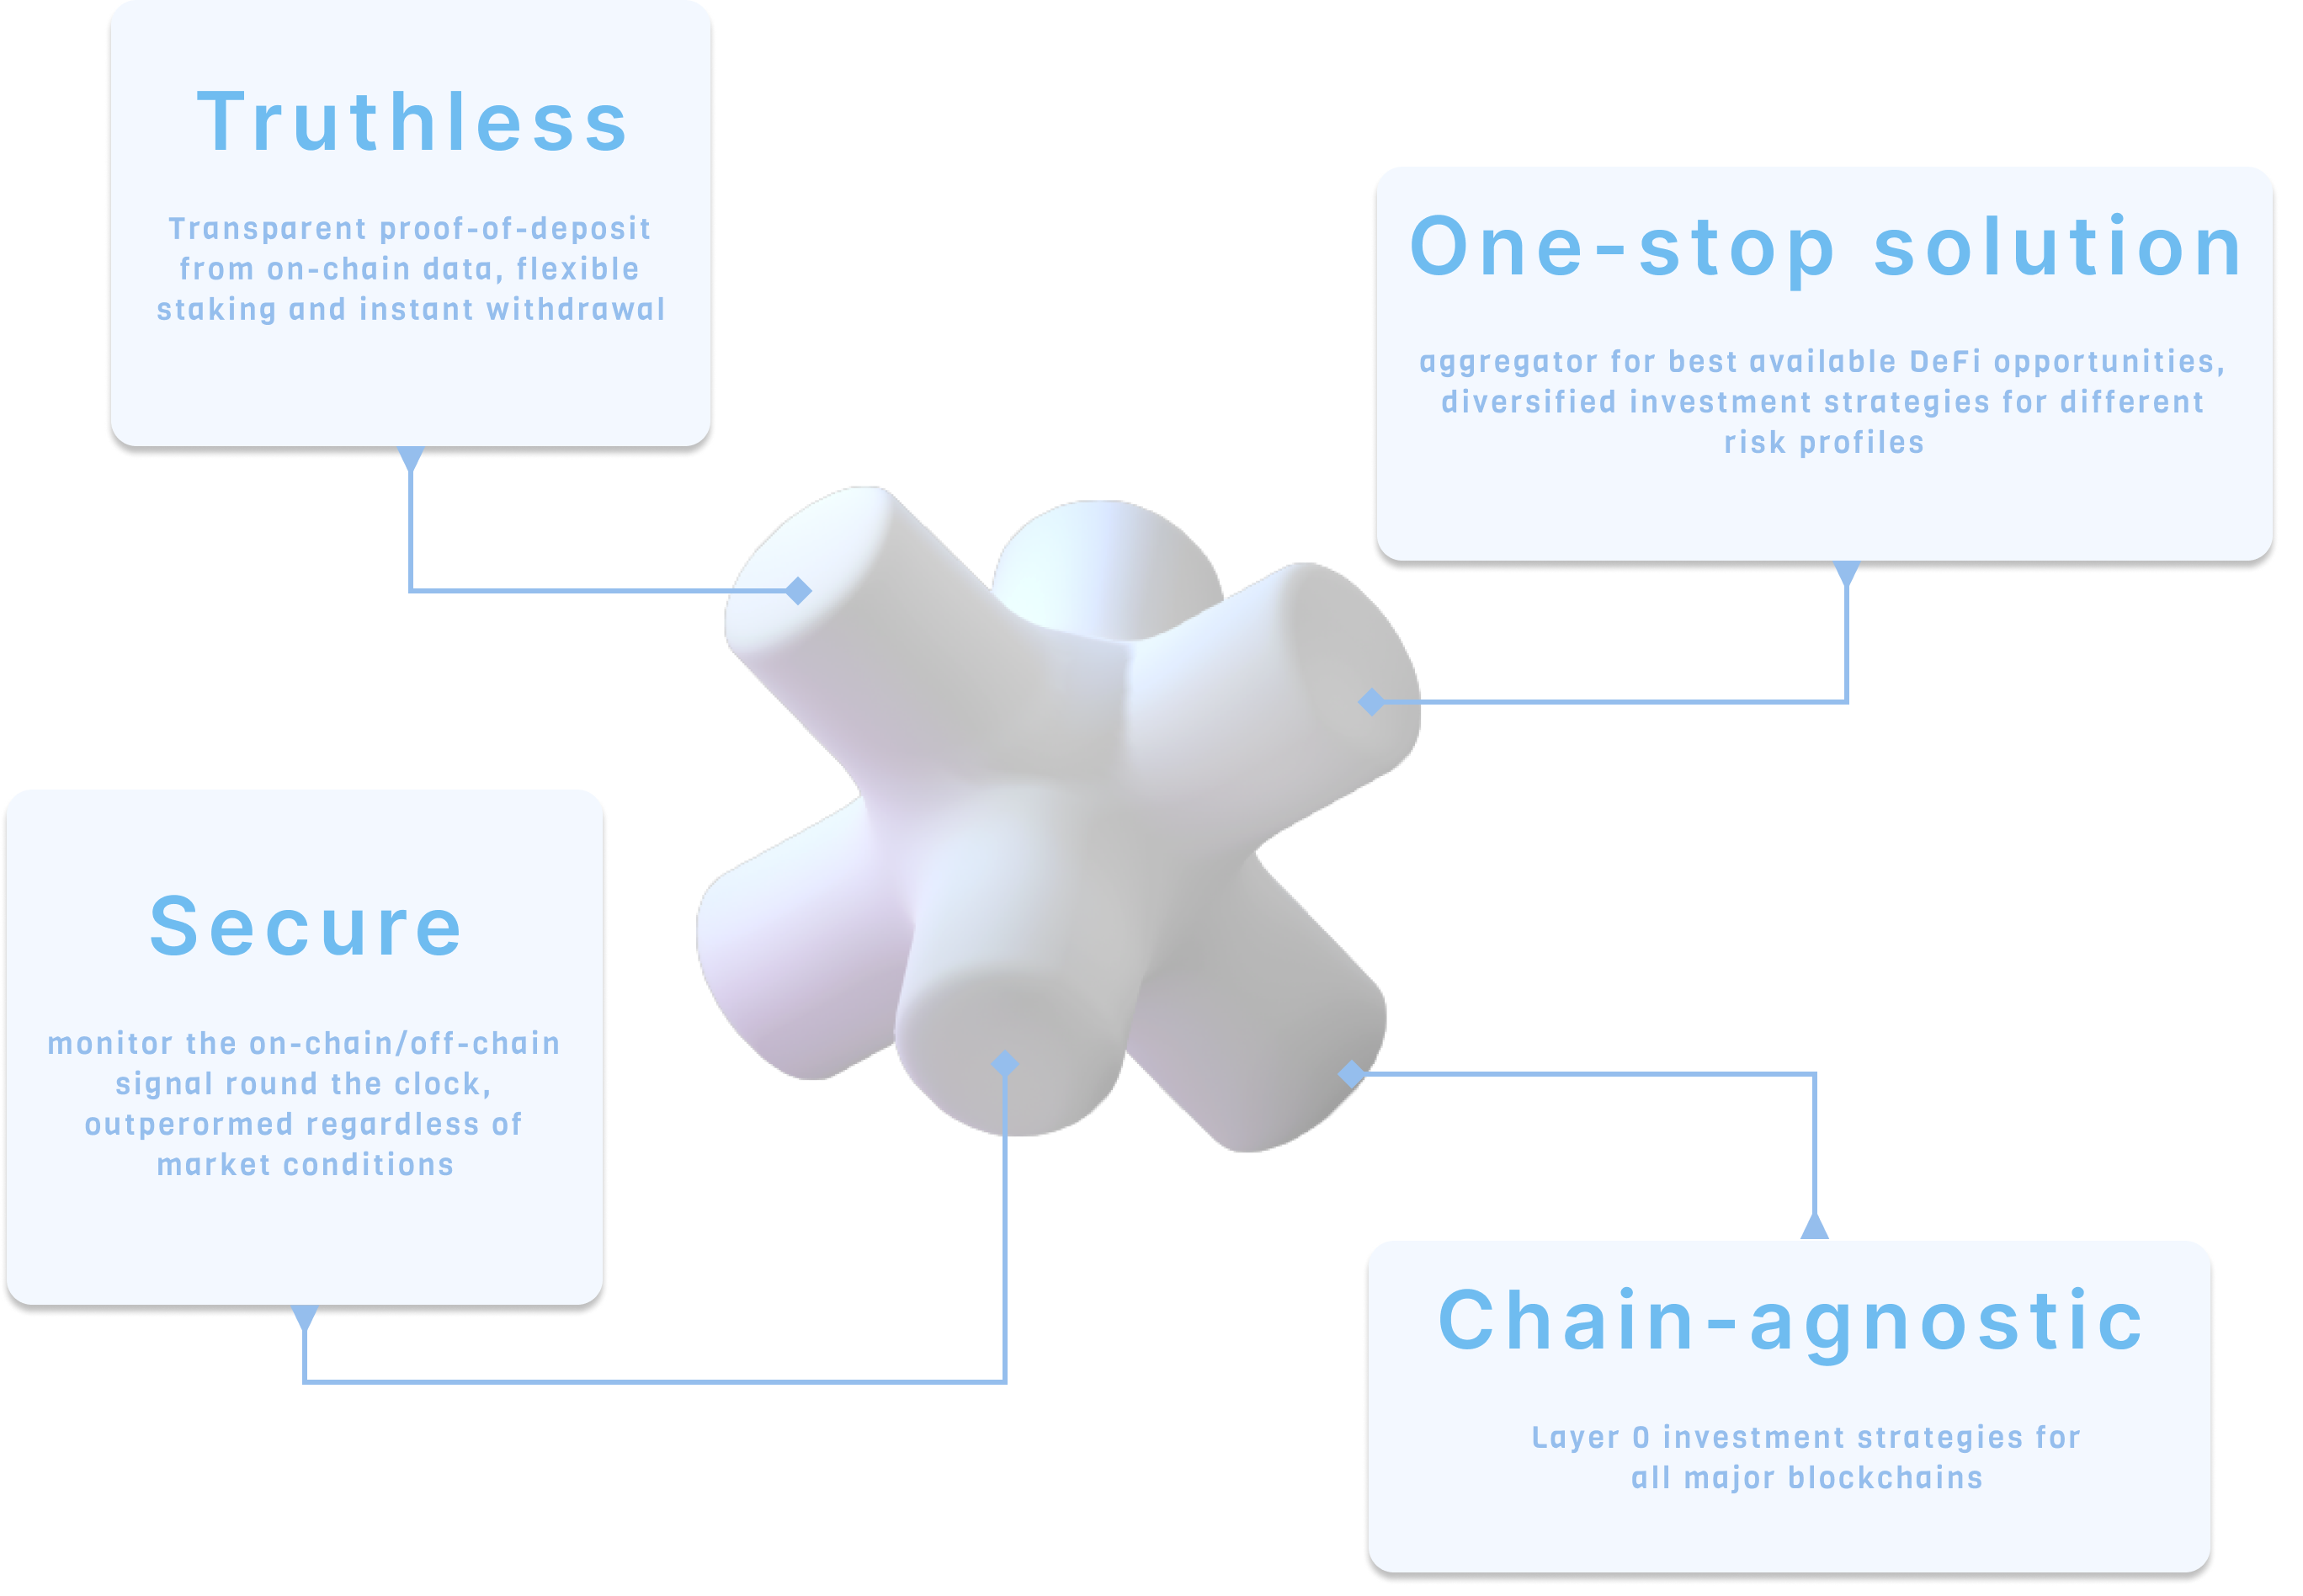 Truthless
Transparent proof-of-deposit
from on-chain data, flexible
staking and instant withdrawal
One-stop solution
aggregator for best available DeFi opportunities,
diversified investment strategies for different
risk profiles
Secure
monitor the on-chain/off-chain
signal round the clock,
outperormed regardless of
market conditions
Chain-agnostic
Layer 0 investment strategies for
all major blockchains